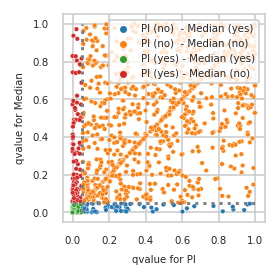 1.0
0.8
0.6
0.4
0.2
0.0
qvalue for Median
PI (no) - Median (yes)
PI (no) - Median (no)
PI (yes) - Median (yes)
PI (yes) - Median (no)
0.0 0.2 0.4 0.6 0.8 1.0
qvalue for PI